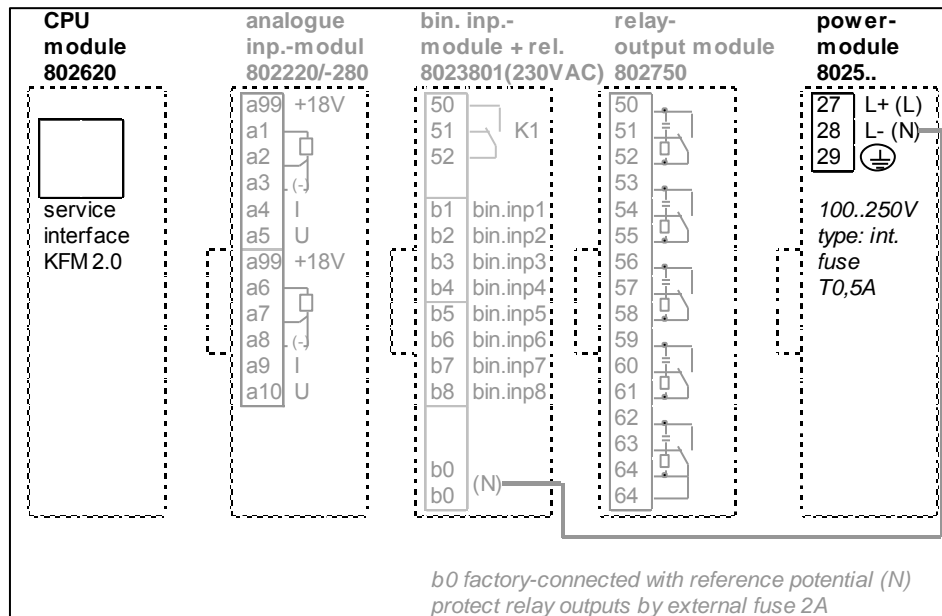 CPU
module
802620
service
interface
KFM 2.0
analogue
inp.-modul
802220/-280
a99 +18V
a1
a2
a3 (-)
a4 I
a5 U
a99 +18V
a6
a7
a8 (-)
a9 I
a10 U
bin. inp.-
module + rel.
8023801(230VAC)
50
51 K1
52
b1 bin.inp1
b2 bin.inp2
b3 bin.inp3
b4 bin.inp4
b5 bin.inp5
b6 bin.inp6
b7 bin.inp7
b8 bin.inp8
b0
(N)
b0
relay-
output module
802750
50
51
52
53
54
55
56
57
58
59
60
61
62
63
64
64
power-
module
8025..
27 L+ (L)
28 L- (N)
29
100..250V
type: int.
fuse
T0,5A
b0 factory-connected with reference potential (N)
protect relay outputs by external fuse 2A